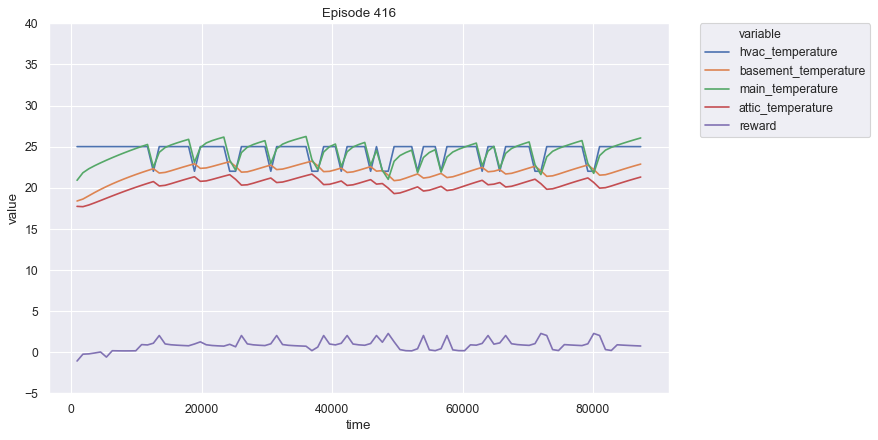 Episode 416
40
35
30
25
20
15
10
5
0
−5
value
0
20000
40000
60000
80000
time
variable
hvac_temperature
basement_temperature
main_temperature
attic_temperature
reward